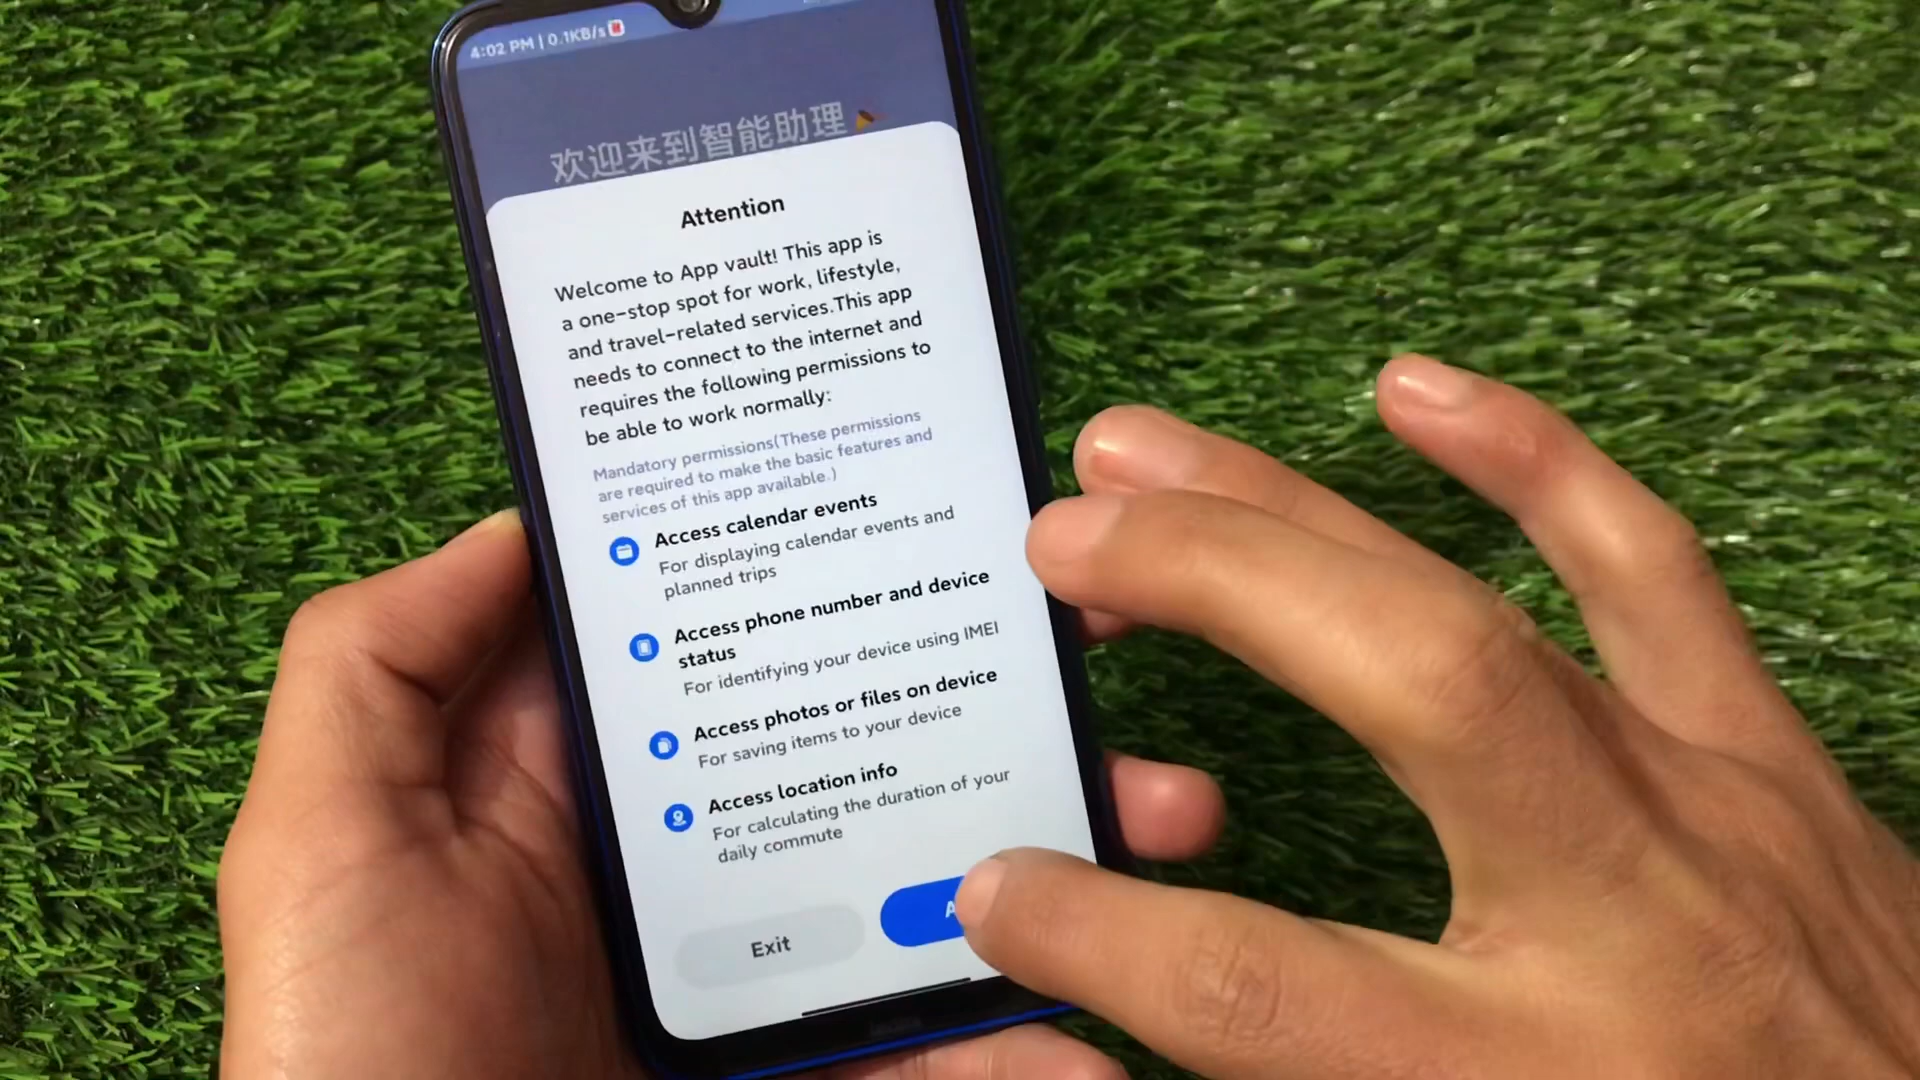 4:02 PM | 0.1KB/s
欢迎来到智能助理
Attention
Welcome to App vault! This app is
a one-stop spot for work, lifestyle,
and travel-related services.This app
needs to connect to the internet and
requires the following permissions to
be able to work normally:
Mandatory permissions(These permissions
are required to make the basic features and
services of this app available.)
Access calendar events
For displaying calendar events and
planned trips
Access phone number and device
status
For identifying your device using IMEI
Access photos or files on device
For saving items to your device
Access location info
For calculating the duration of your
daily commute
Exit